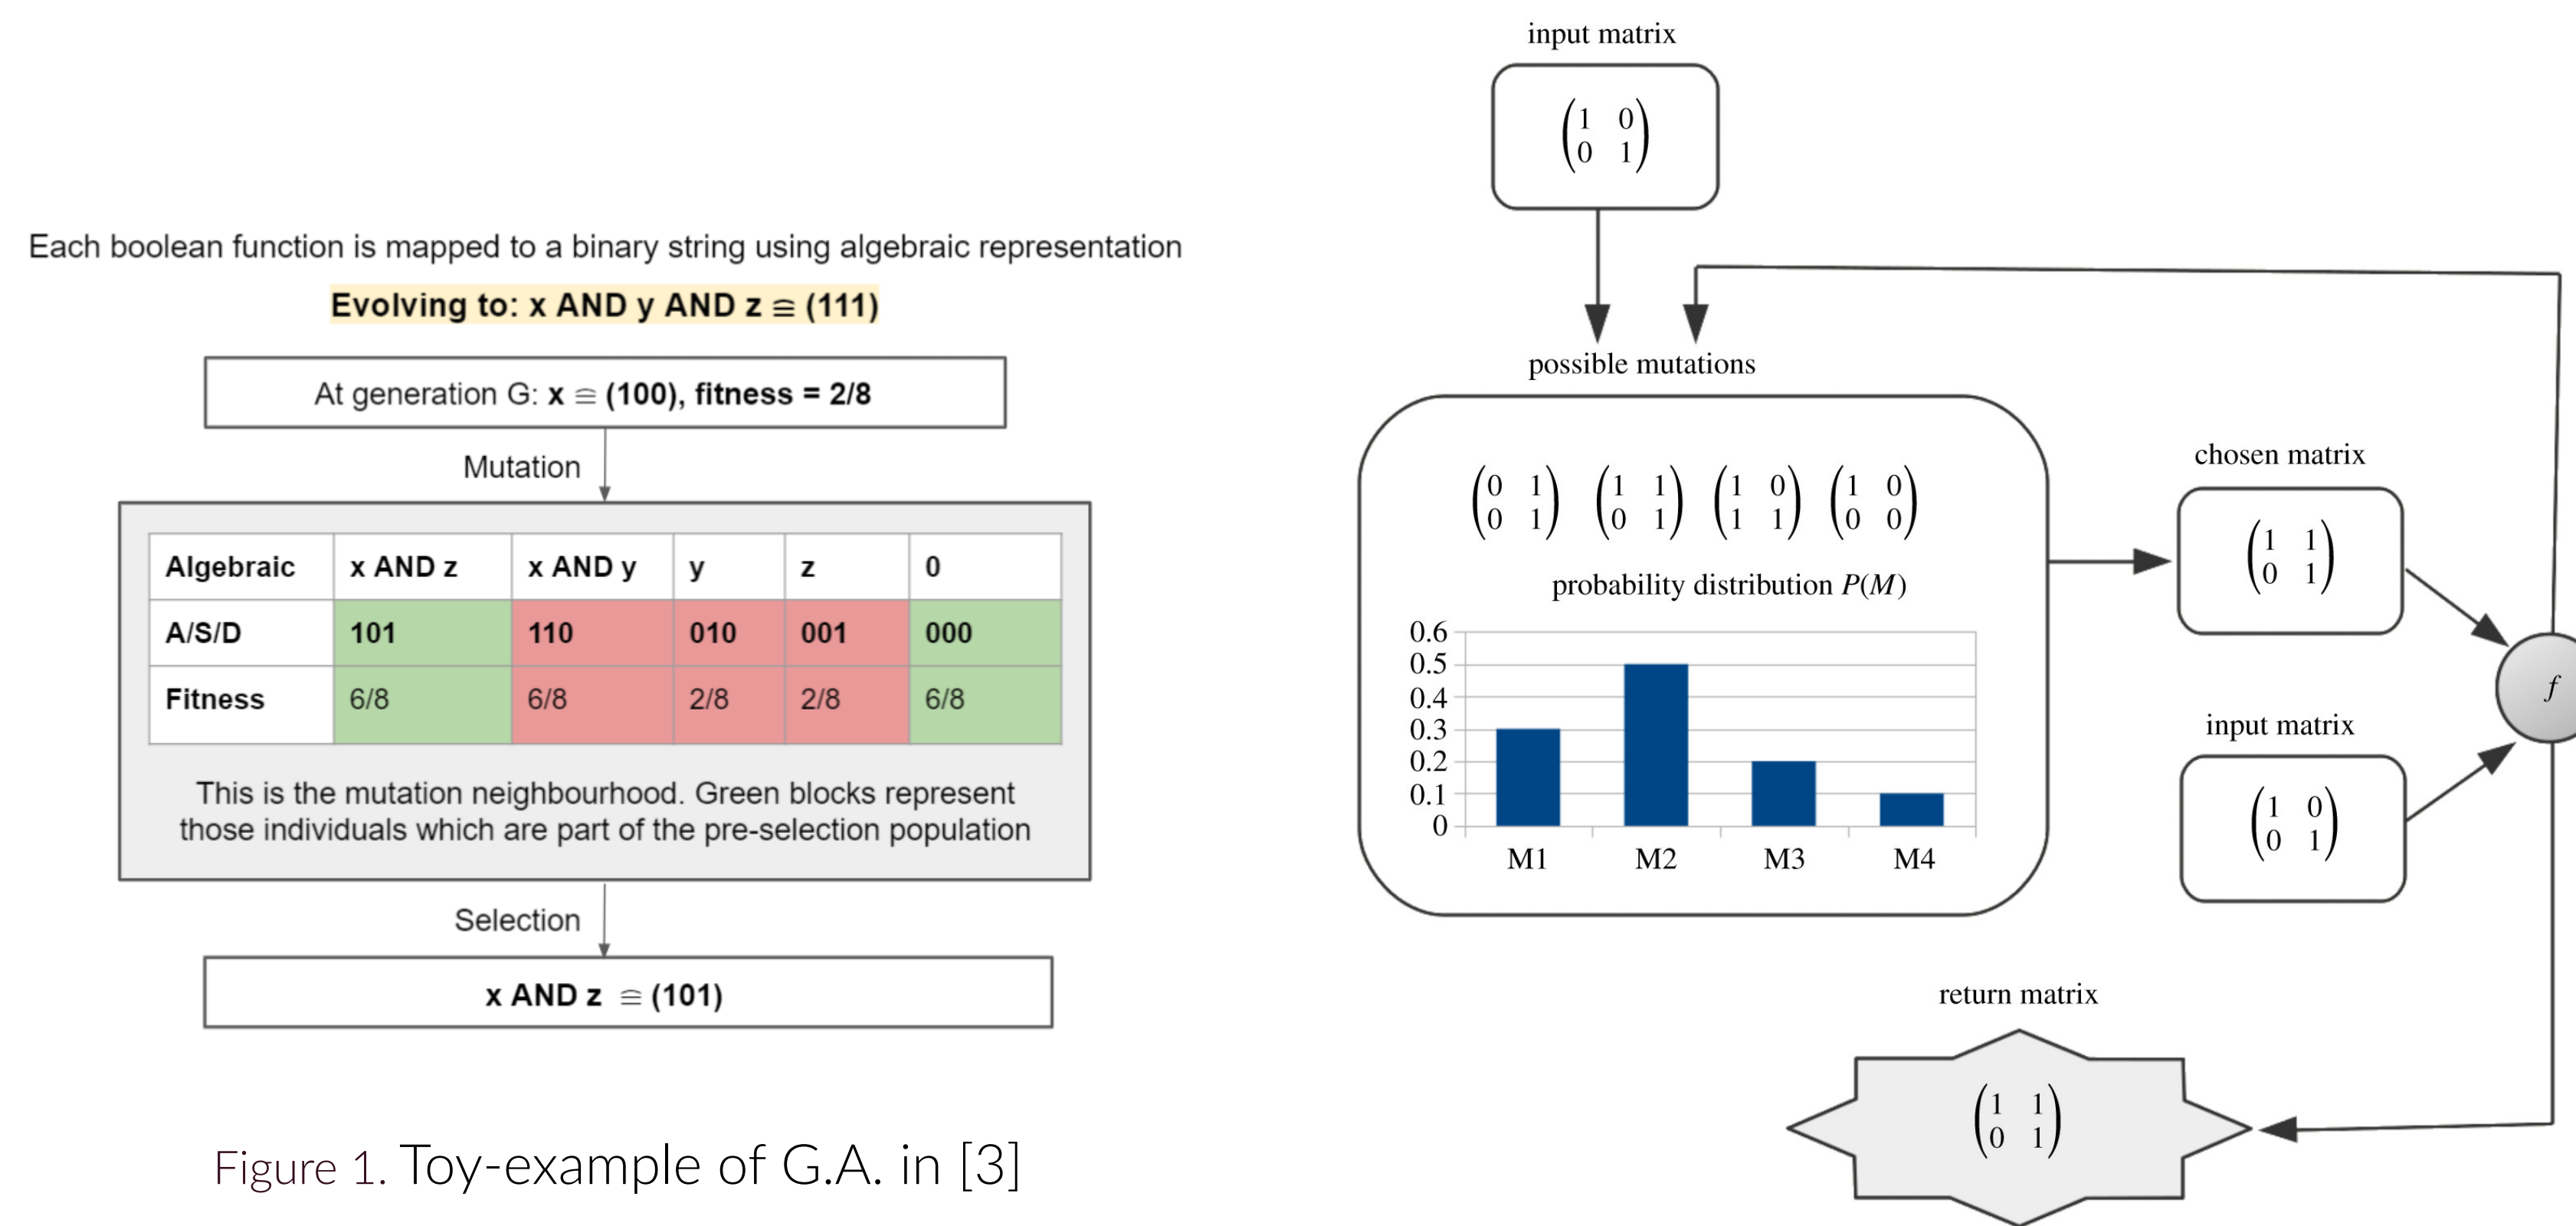 Each boolean function is mapped to a binary string using algebraic representation
Evolving to: x AND y AND z ≊ (111)
At generation G: x ≘ (100), fitness = 2/8
Mutation
Algebraic x AND z x AND y y z 0
A/S/D 101 110 010 001 000
Fitness 6/8 6/8 2/8 2/8 6/8
This is the mutation neighbourhood. Green blocks represent
those individuals which are part of the pre-selection population
Selection
x AND z ≘ (101)
Figure 1. Toy-example of G.A. in [3]
input matrix
1 0
0 1
possible mutations
0 1 1 1 1 0 1 0
0 1 0 1 1 1 0 0
probability distribution P(M)
0.6
0.5
0.4
0.3
0.2
0.1
0
M1 M2 M3 M4
chosen matrix
1 1
0 1
f
input matrix
1 0
0 1
return matrix
1 1
0 1